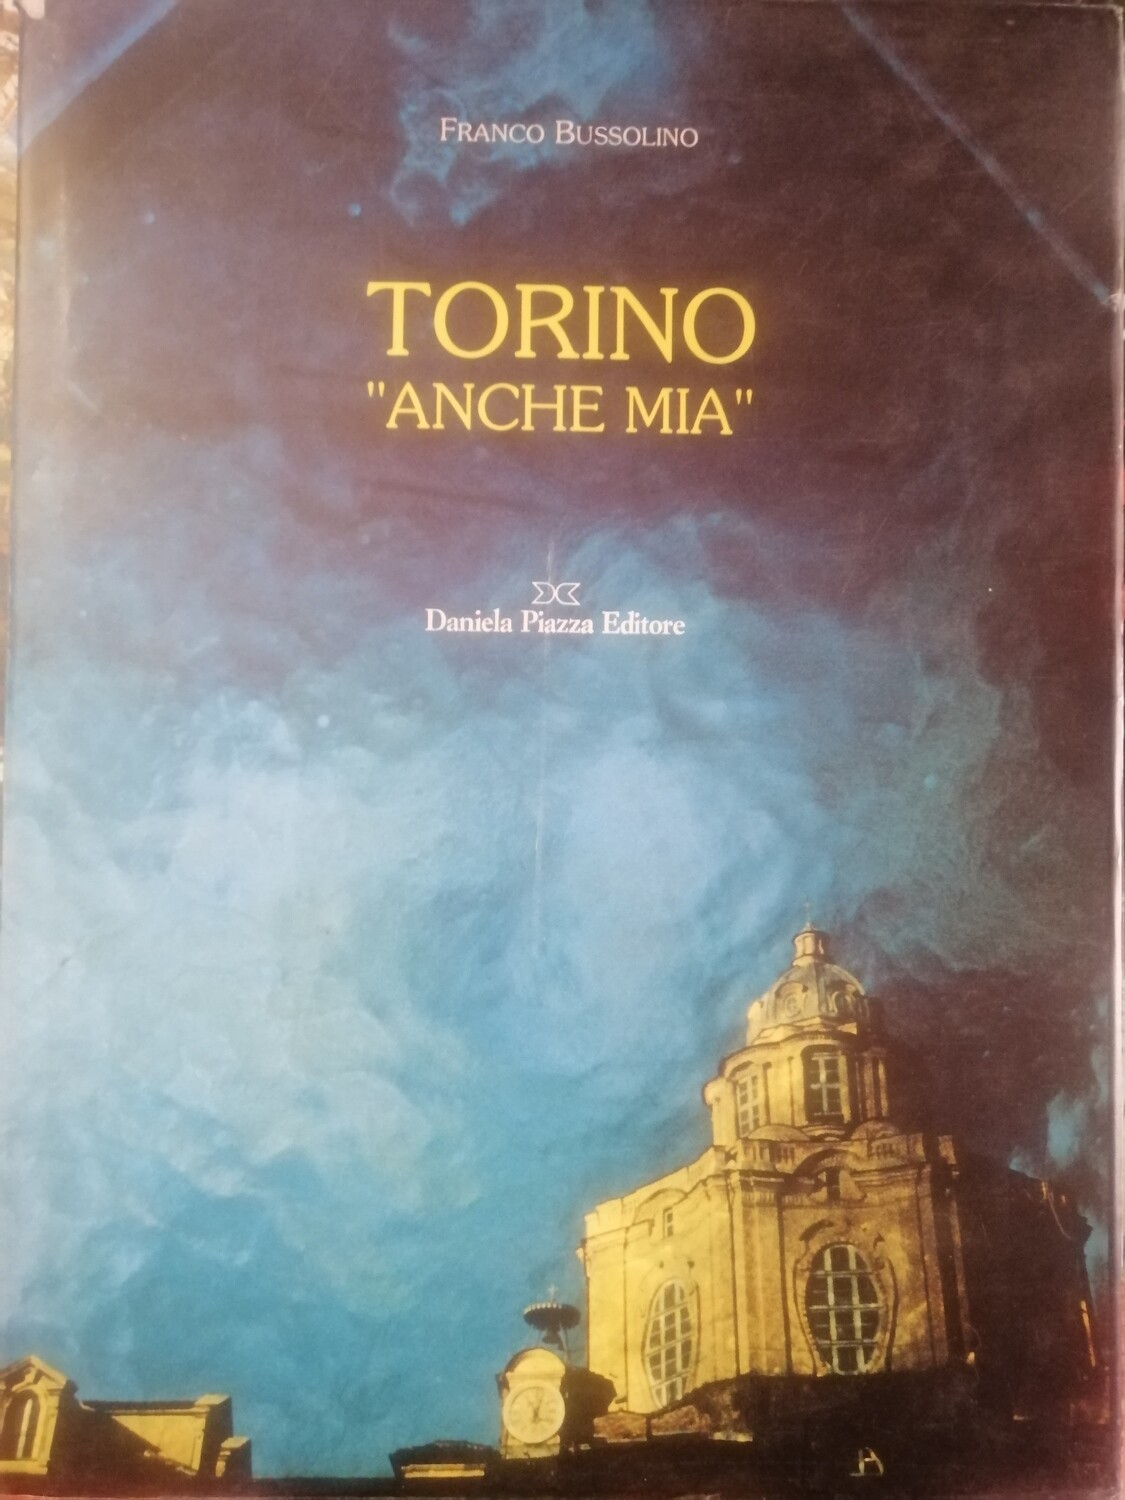 FRANCO BUSSOLINO
TORINO
"ANCHE MIA"
Daniela Piazza Editore